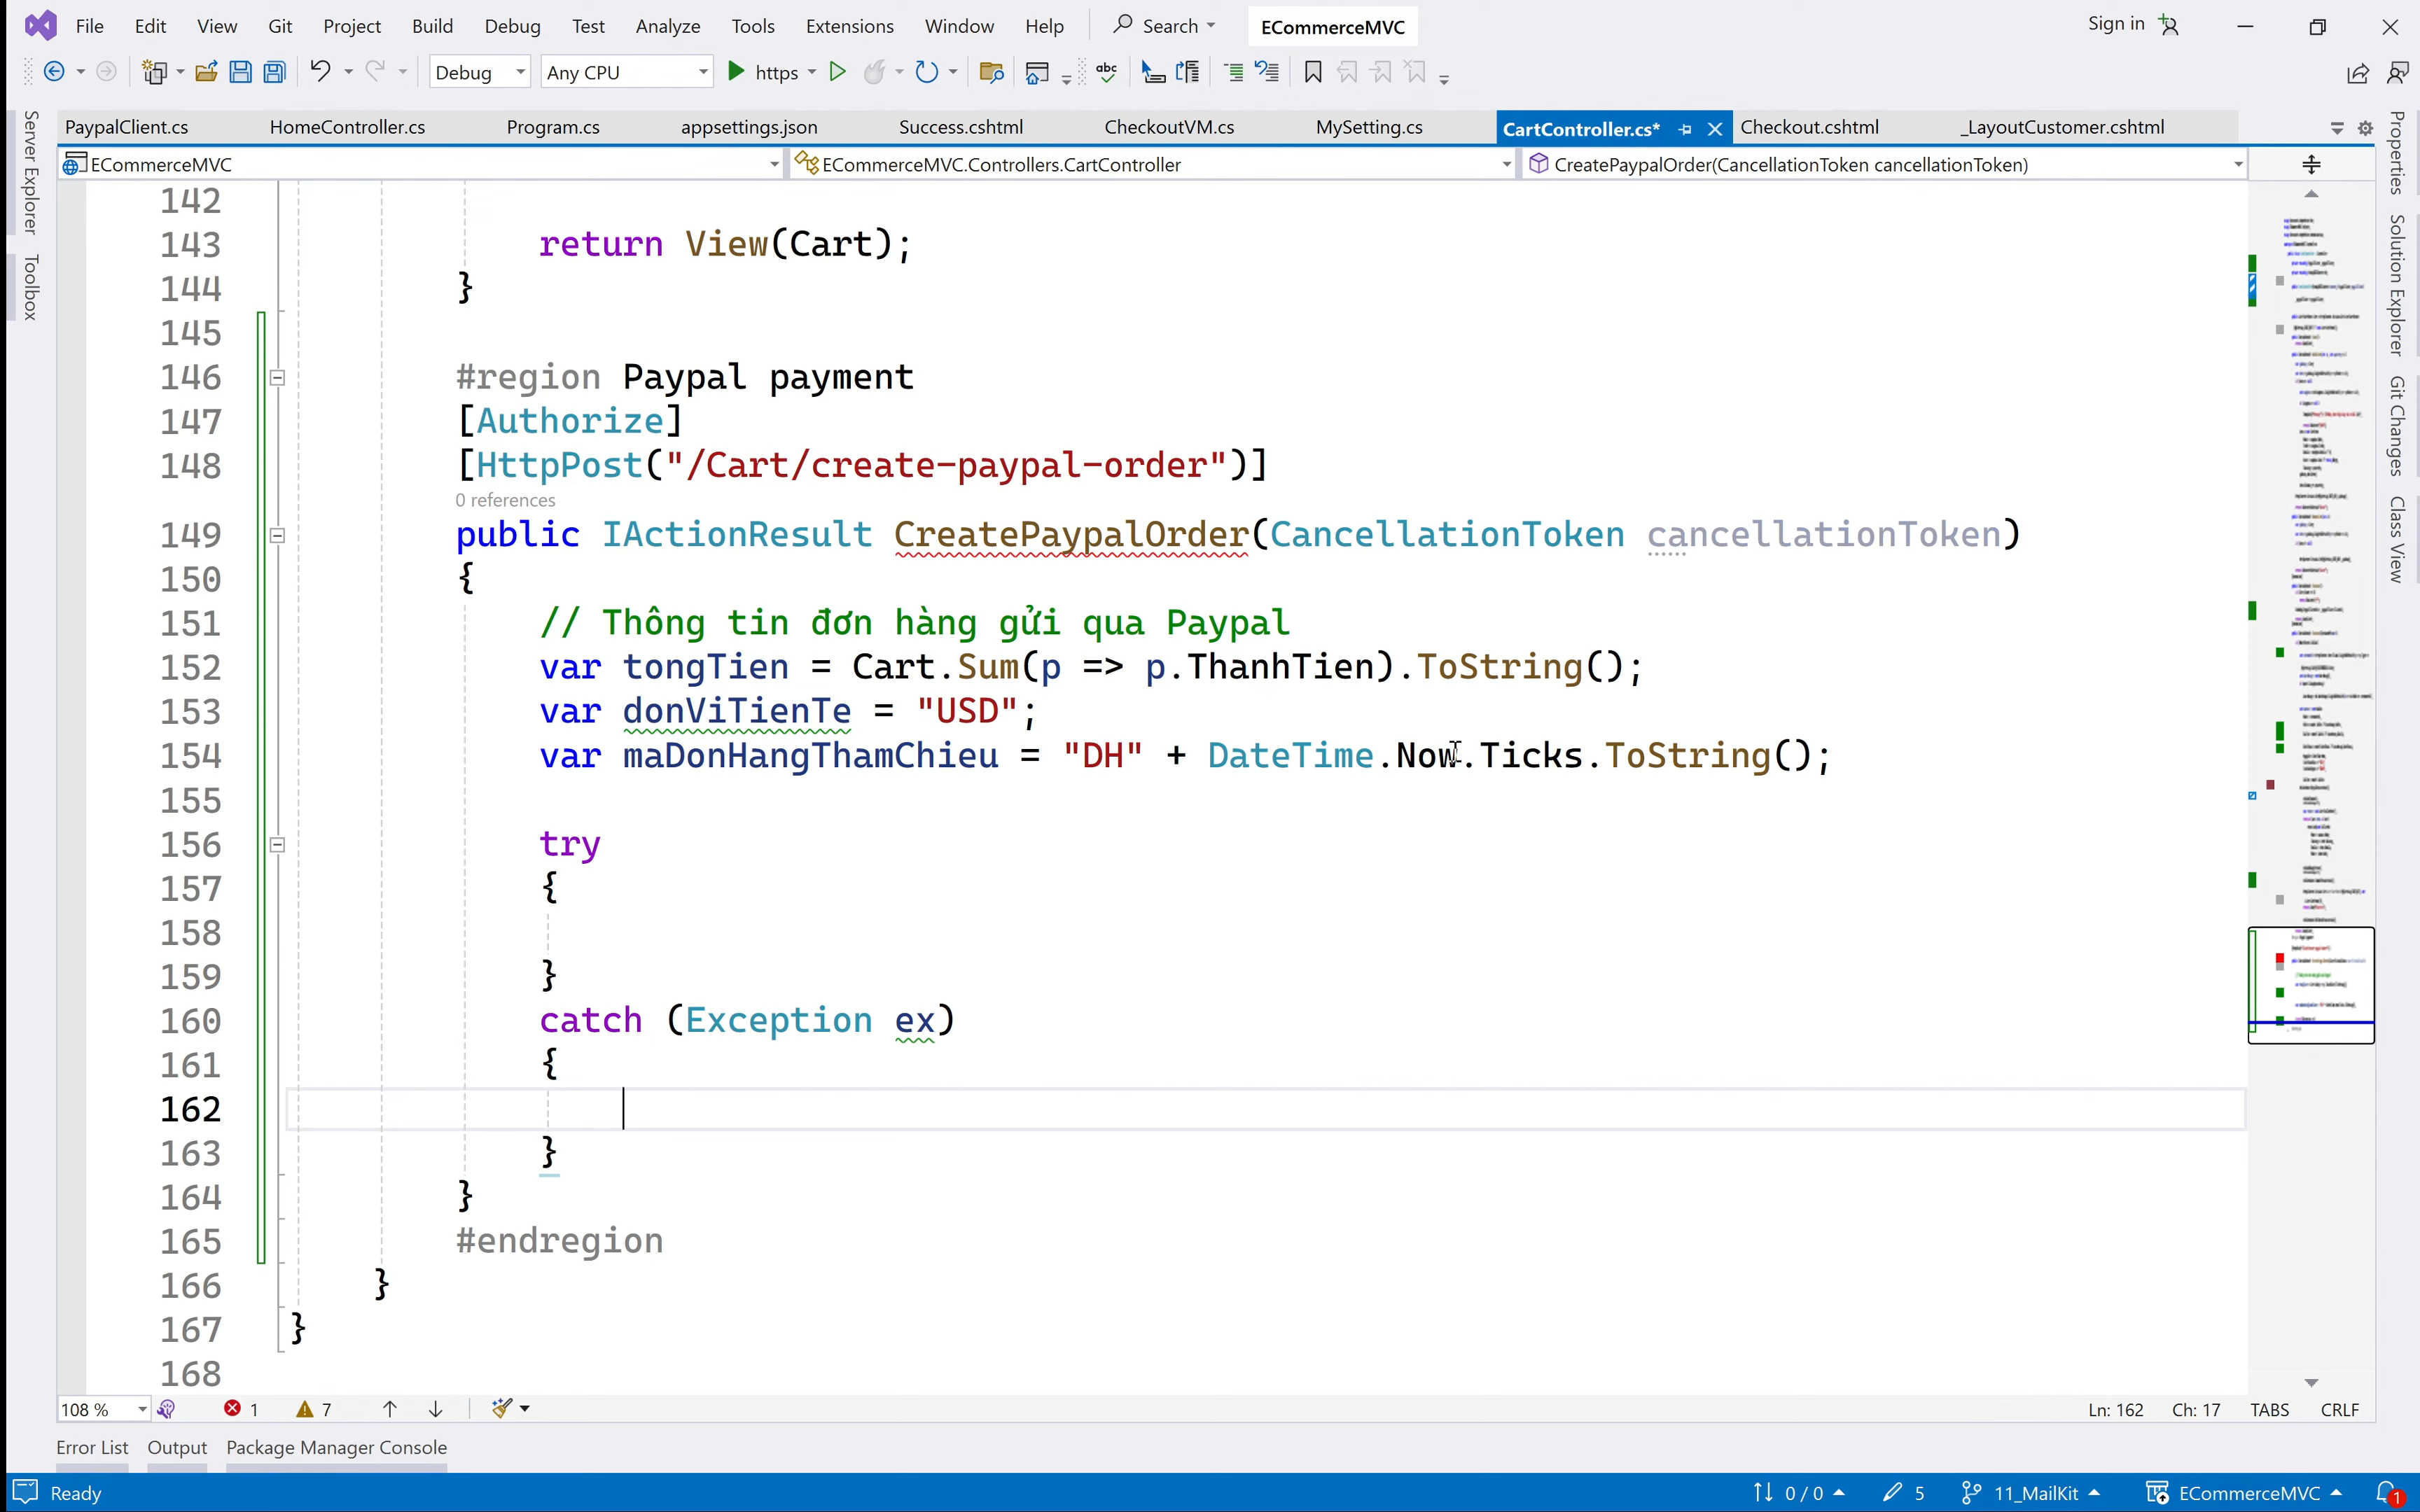 File Edit View Git Project Build Debug Test Analyze Tools Extensions Window Help Search ECommerceMVC Sign in
Debug Any CPU https
PaypalClient.cs HomeController.cs Program.cs appsettings.json Success.cshtml CheckoutVM.cs MySetting.cs CartController.cs* Checkout.cshtml _LayoutCustomer.cshtml
ECommerceMVC ECommerceMVC.Controllers.CartController CreatePaypalOrder(CancellationToken cancellationToken)
Server Explorer
Toolbox
Properties
Solution Explorer
Git Changes
Class View
142
143 return View(Cart);
144 }
145
146 #region Paypal payment
147 [Authorize]
148 [HttpPost("/Cart/create-paypal-order")]
0 references
149 public IActionResult CreatePaypalOrder(CancellationToken cancellationToken)
150 {
151 // Thông tin đơn hàng gửi qua Paypal
152 var tongTien = Cart.Sum(p => p.ThanhTien).ToString();
153 var donViTienTe = "USD";
154 var maDonHangThamChieu = "DH" + DateTime.Now.Ticks.ToString();
155
156 try
157 {
158
159 }
160 catch (Exception ex)
161 {
162
163 }
164 }
165 #endregion
166 }
167 }
168
108 % 1 7 Ln: 162 Ch: 17 TABS CRLF
Error List Output Package Manager Console
Ready 0 / 0 5 11_MailKit ECommerceMVC 1